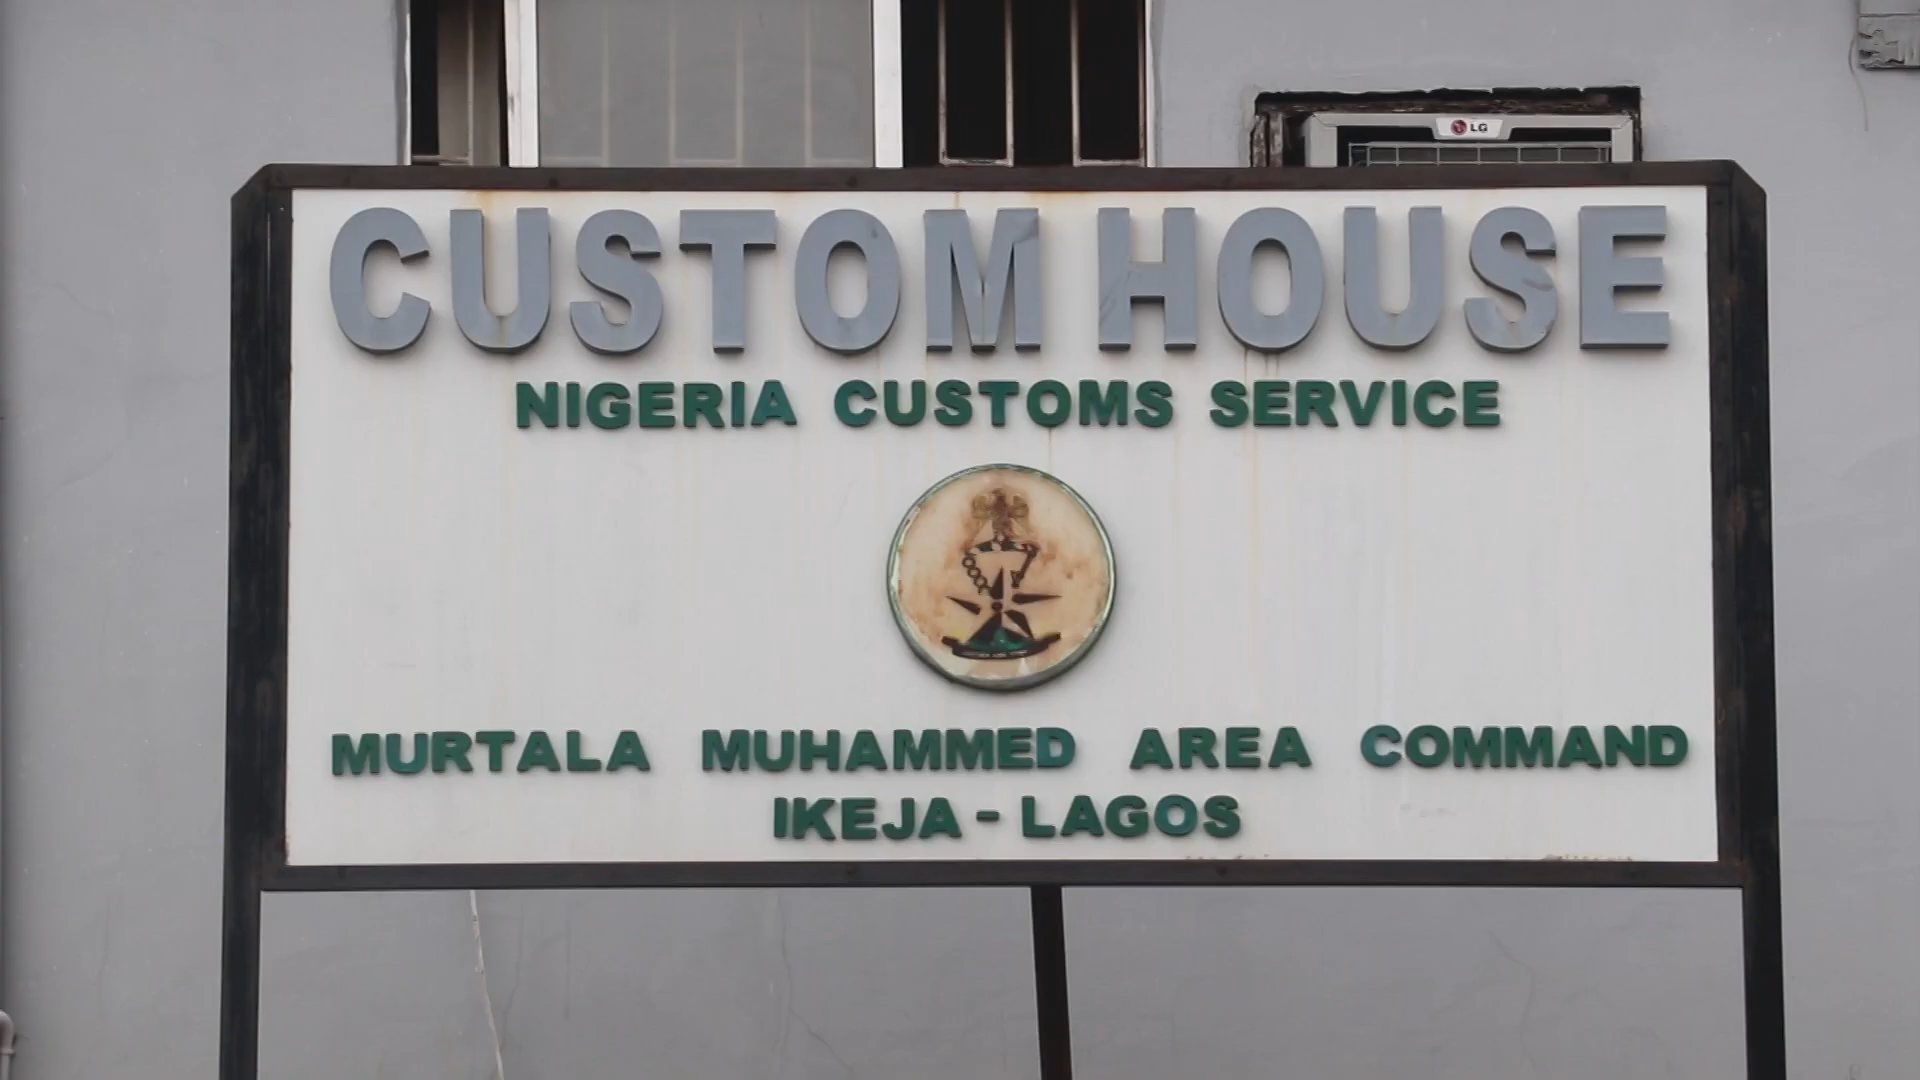 LG
CUSTOM HOUSE
NIGERIA CUSTOMS SERVICE
MURTALA MUHAMMED AREA COMMAND
IKEJA - LAGOS